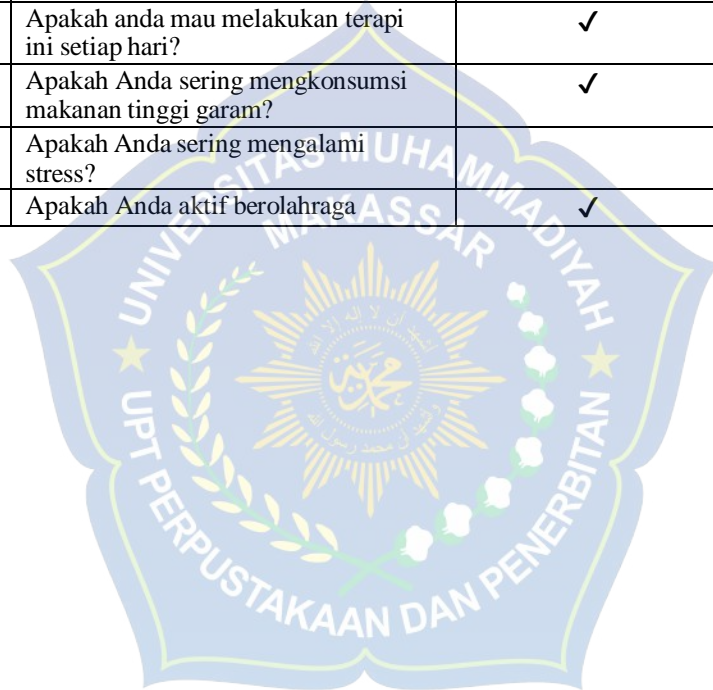 Apakah anda mau melakukan terapi ✓
ini setiap hari?
Apakah Anda sering mengkonsumsi ✓
makanan tinggi garam?
Apakah Anda sering mengalami
stress?
Apakah Anda aktif berolahraga ✓
UNIVERSITAS MUHAMMADIYAH
MAKASSAR
UPT PERPUSTAKAAN DAN PENERBITAN